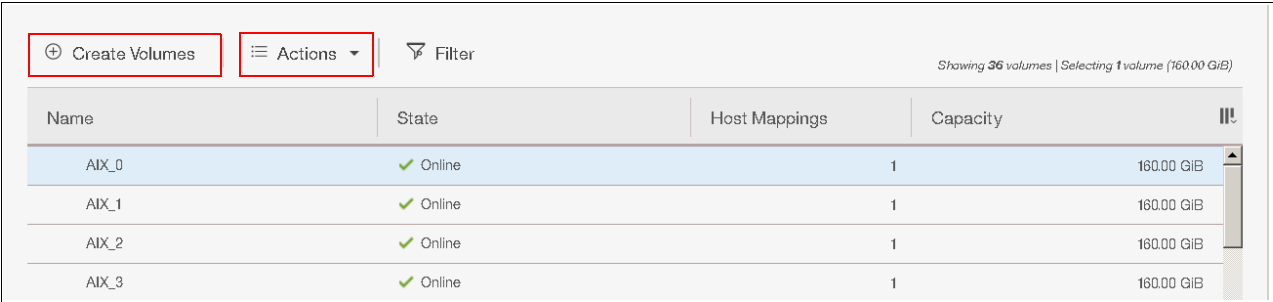 Create Volumes Actions Filter
Showing 36 volumes | Selecting 1 volume (160.00 GiB)
Name State Host Mappings Capacity
AIX_0 Online 1 160.00 GiB
AIX_1 Online 1 160.00 GiB
AIX_2 Online 1 160.00 GiB
AIX_3 Online 1 160.00 GiB